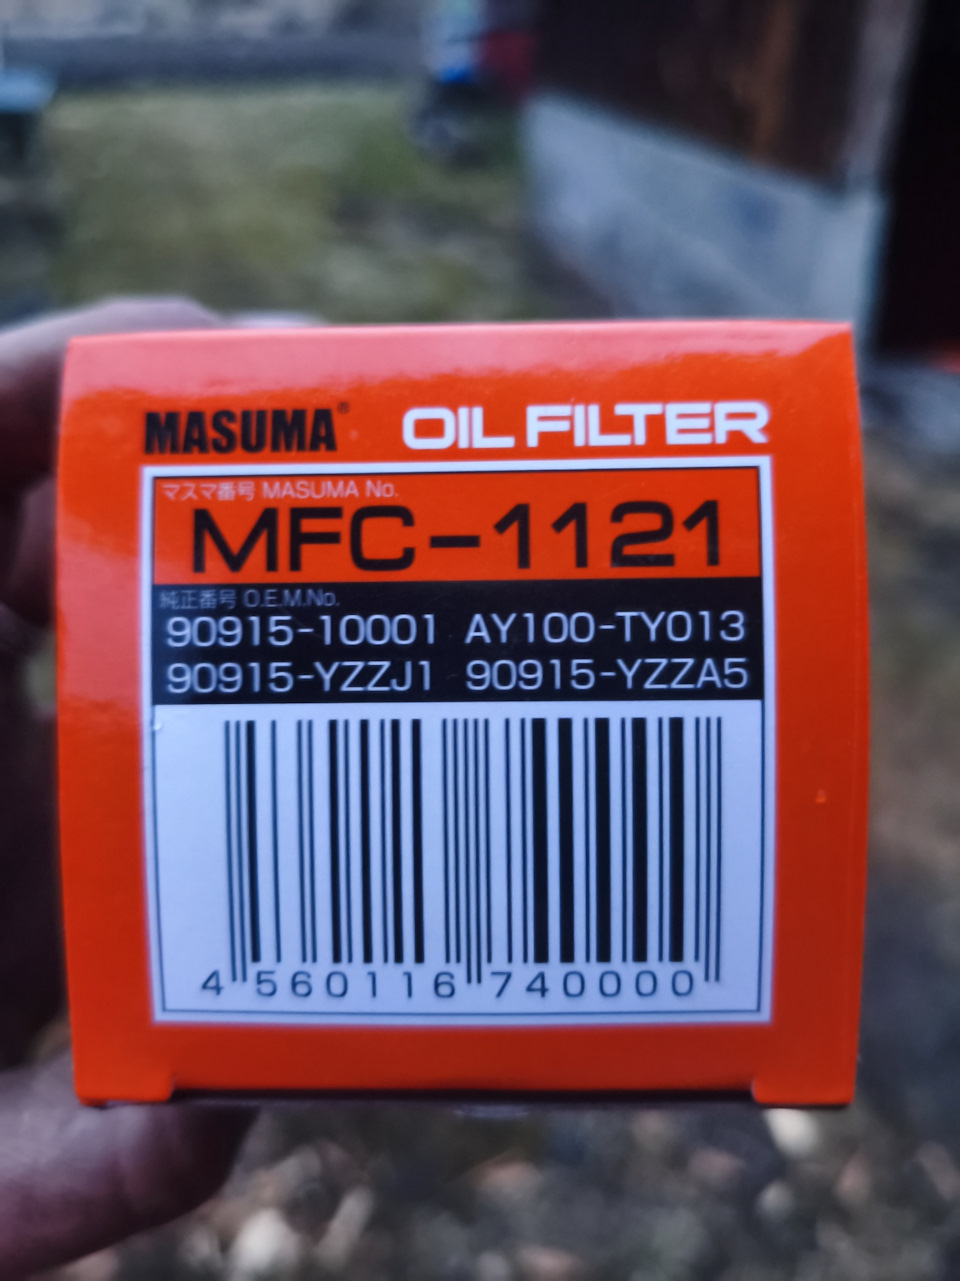 MASUMA® OIL FILTER
マスマ番号 MASUMA No.
MFC-1121
純正番号 O.E.M.No.
90915-10001 AY100-TY013
90915-YZZJ1 90915-YZZA5
4 560116 740000